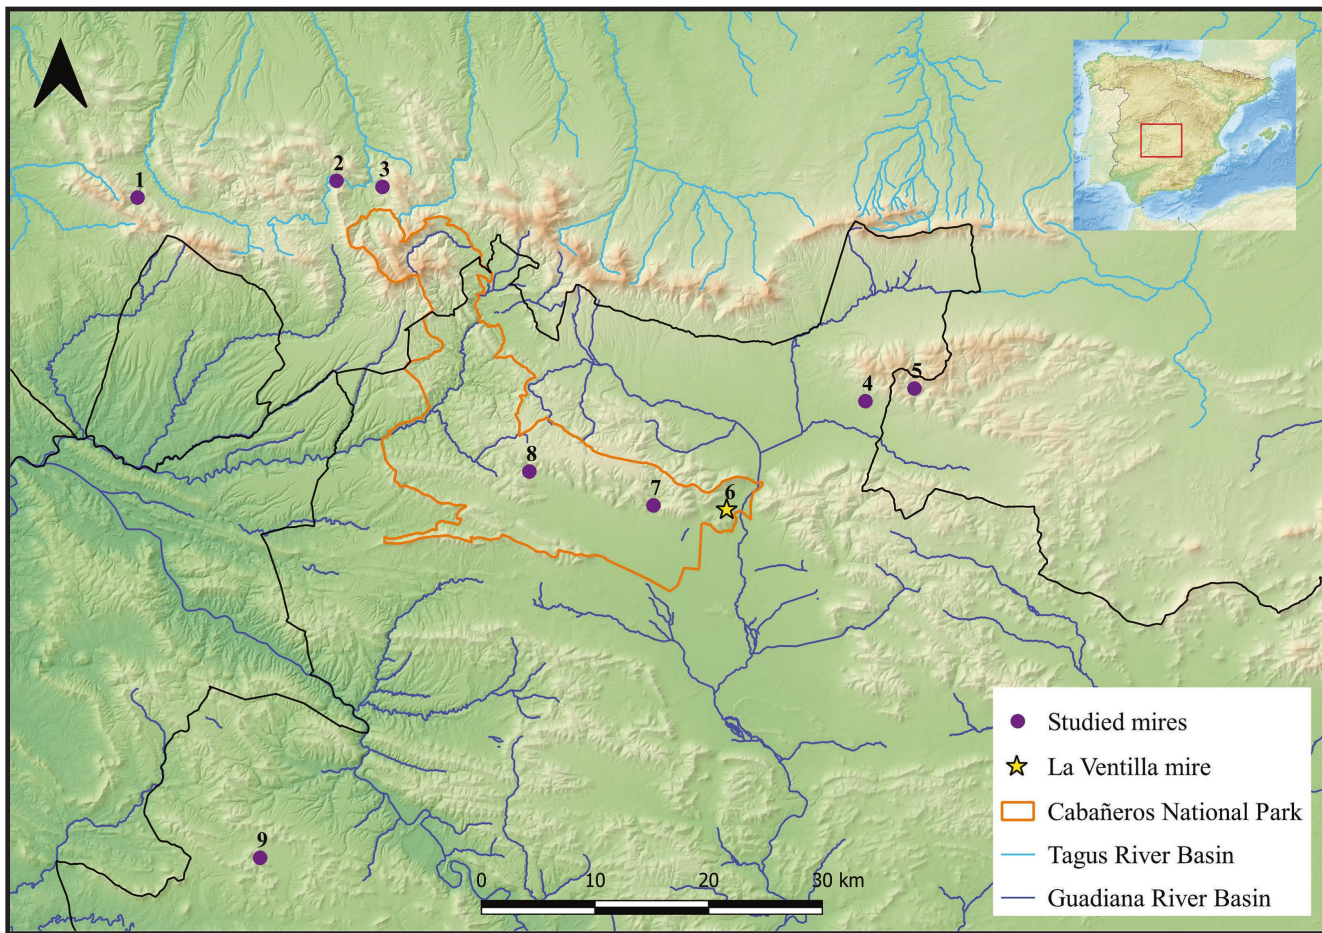 1
2
3
4
5
6
7
8
9
0 10 20 30 km
Studied mires
La Ventilla mire
Cabañeros National Park
Tagus River Basin
Guadiana River Basin